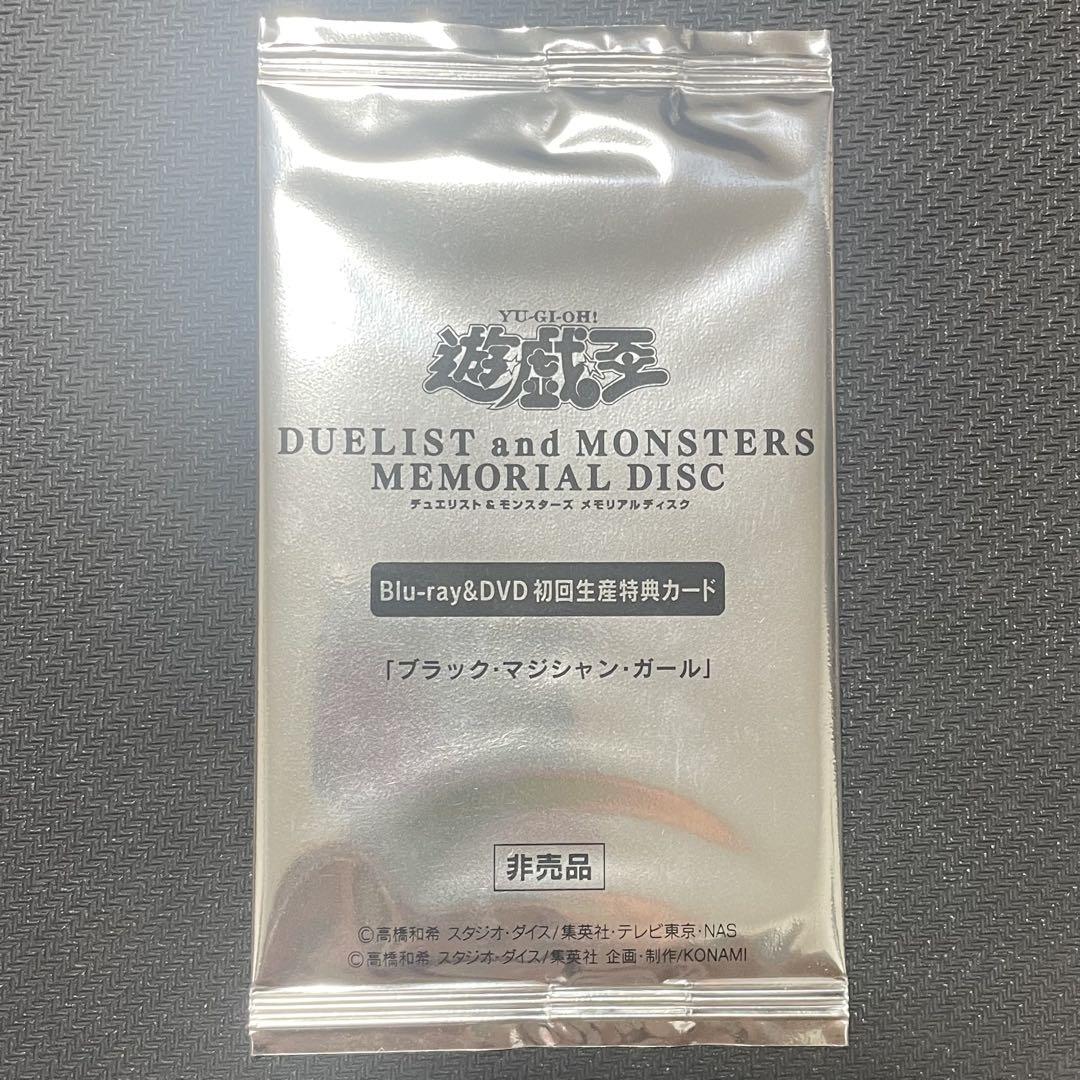 YU-GI-OH!
遊戯王
DUELIST and MONSTERS
MEMORIAL DISC
デュエリスト&モンスターズ メモリアルディスク
Blu-ray&DVD 初回生産特典カード
「ブラック・マジシャン・ガール」
非売品
©高橋和希 スタジオ・ダイス/集英社・テレビ東京・NAS
©高橋和希 スタジオ・ダイス/集英社 企画・制作/KONAMI